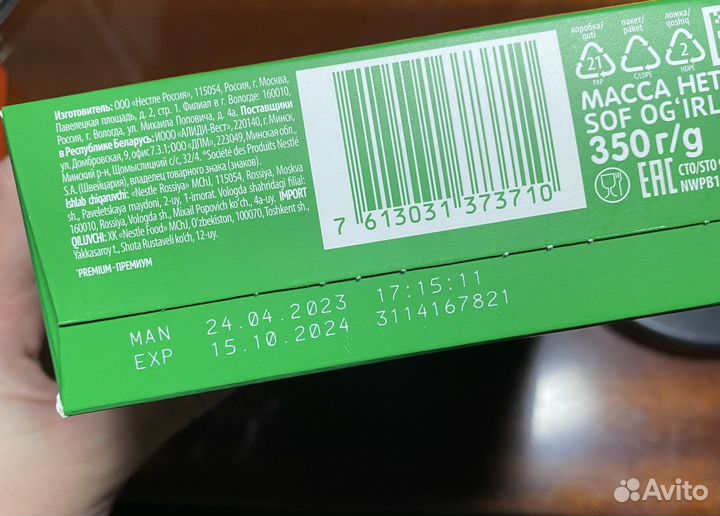 Изготовитель: ООО «Нестле Россия», 115054, Россия, г. Москва,
Павелецкая площадь, д. 2, стр. 1. Филиал в г. Вологде: 160010,
Россия, г. Вологда, ул. Михаила Поповича, д. 4а. Поставщики
в Республике Беларусь: ИООО «АЛИДИ-Вест», 220140, г. Минск,
ул. Домбровская, 9, офис 7.3.1; ООО «ДПМ», 223049, Минская обл.,
Минский р-н, Щомыслицкий с/с, 32/4. *Société des Produits Nestlé
S.A. (Швейцария), владелец товарного знака (знаков).
Ishlab chiqaruvchi: «Nestle Rossiya» MChJ, 115054, Rossiya, Moskva
sh., Paveletskaya maydoni, 2-uy, 1-imorat. Vologda shahridagi filial:
160010, Rossiya, Vologda sh., Mixail Popovich ko'ch., 4a-uy. IMPORT
QILUVCHI: XK «Nestle Food» MChJ, O'zbekiston, 100070, Toshkent sh.,
Yakkasaroy t., Shota Rustaveli ko'ch., 12-uy.
*PREMIUM - ПРЕМИУМ
7 613031 373710
коробка/
quti
пакет/
paket
ложка/
qoshiq
21
4
2
PAP
C/LDPE
HDPE
МАССА НЕТ
SOF OG'IRL
350 г/g
EAC
СТО/STO
NWPB1
MAN 24.04.2023 17:15:11
EXP 15.10.2024 3114167821
Avito